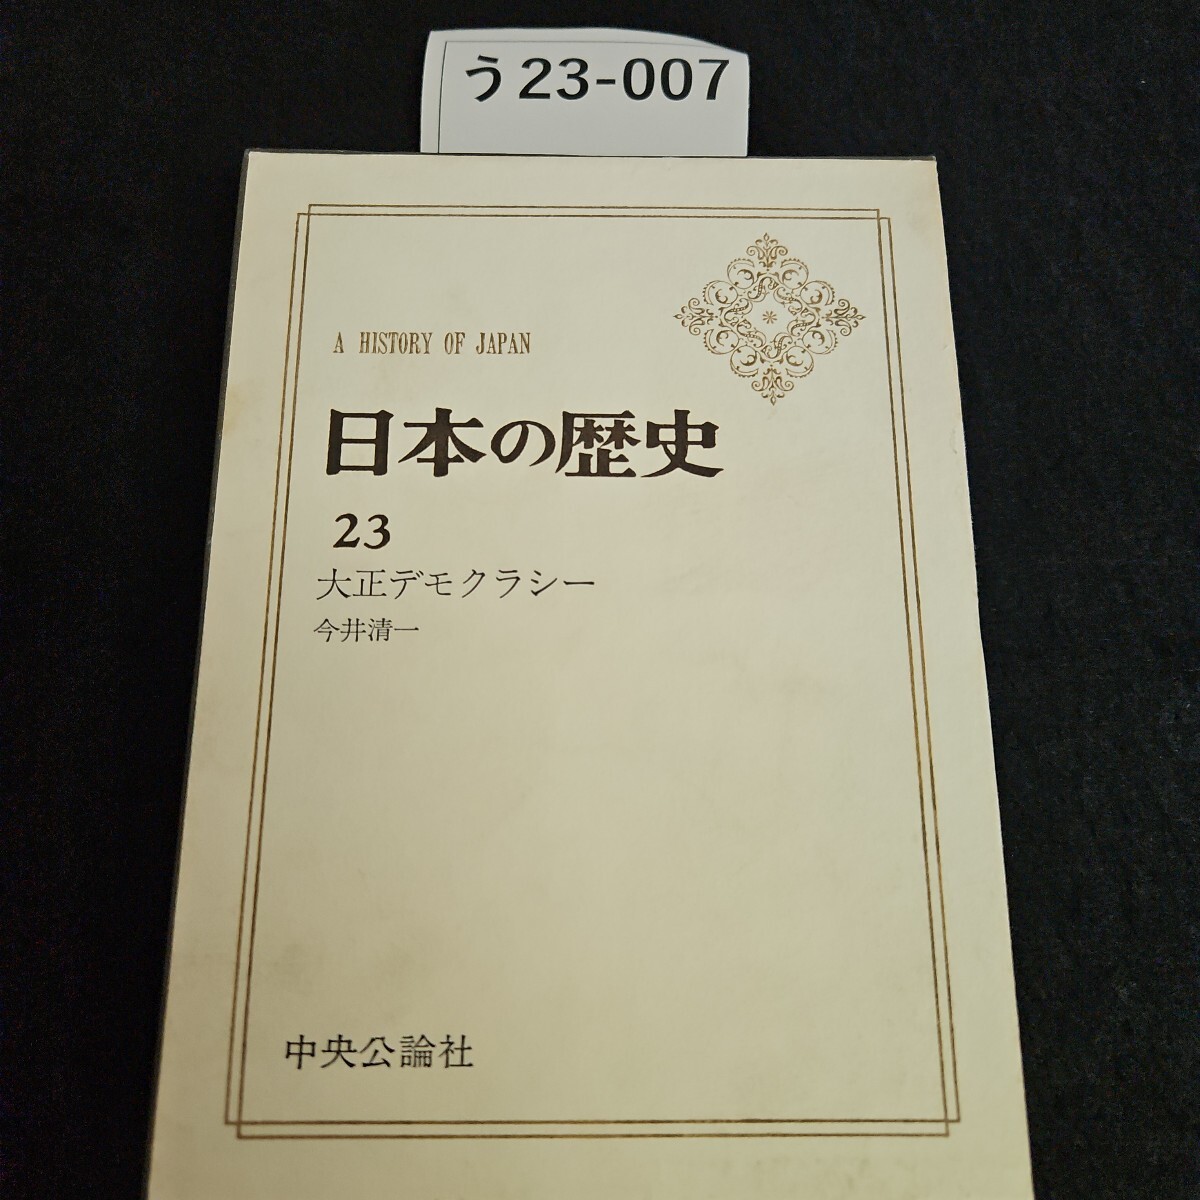 う23-007
A HISTORY OF JAPAN
日本の歴史
23
大正デモクラシー
今井清一
中央公論社